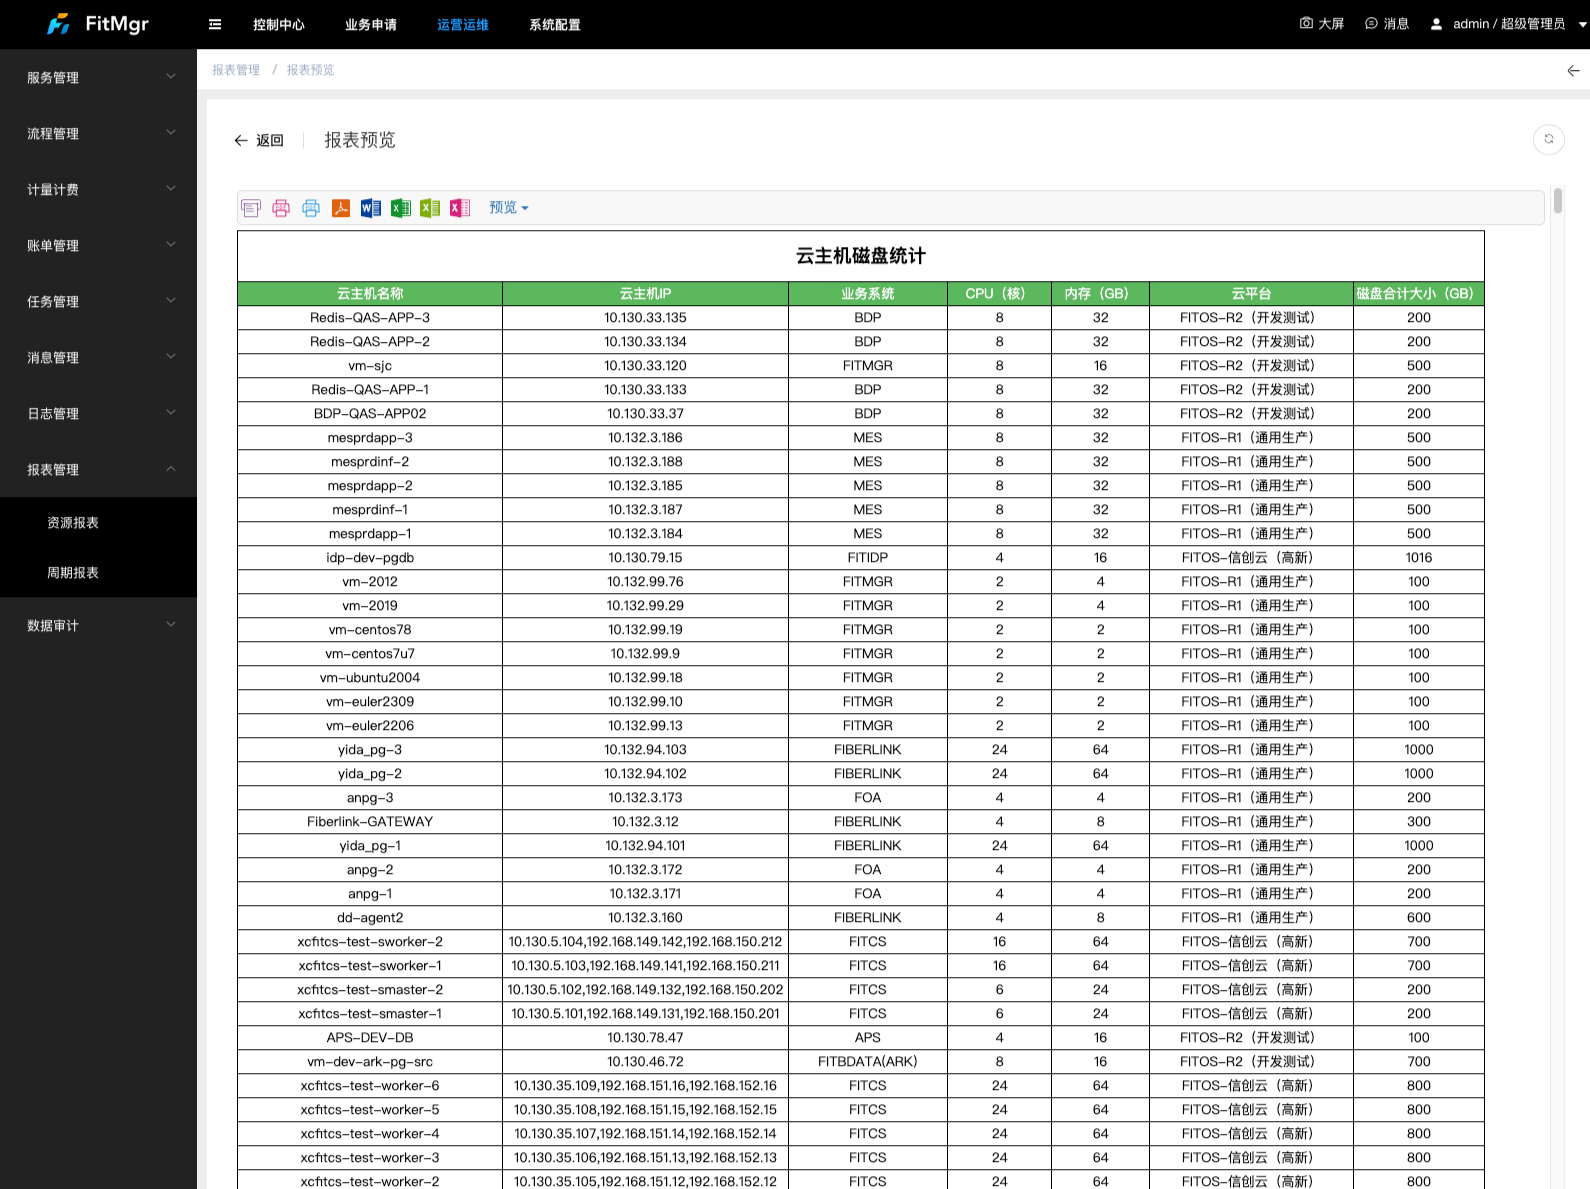 FitMgr
控制中心
业务申请
运营运维
系统配置
大屏
消息
admin / 超级管理员
服务管理
流程管理
计量计费
账单管理
任务管理
消息管理
日志管理
报表管理
资源报表
周期报表
数据审计
报表管理 / 报表预览
返回
报表预览
预览
云主机磁盘统计
云主机名称 云主机IP 业务系统 CPU（核） 内存（GB） 云平台 磁盘合计大小（GB）
Redis-QAS-APP-3 10.130.33.135 BDP 8 32 FITOS-R2（开发测试） 200
Redis-QAS-APP-2 10.130.33.134 BDP 8 32 FITOS-R2（开发测试） 200
vm-sjc 10.130.33.120 FITMGR 8 16 FITOS-R2（开发测试） 500
Redis-QAS-APP-1 10.130.33.133 BDP 8 32 FITOS-R2（开发测试） 200
BDP-QAS-APP02 10.130.33.37 BDP 8 32 FITOS-R2（开发测试） 200
mesprdapp-3 10.132.3.186 MES 8 32 FITOS-R1（通用生产） 500
mesprdinf-2 10.132.3.188 MES 8 32 FITOS-R1（通用生产） 500
mesprdapp-2 10.132.3.185 MES 8 32 FITOS-R1（通用生产） 500
mesprdinf-1 10.132.3.187 MES 8 32 FITOS-R1（通用生产） 500
mesprdapp-1 10.132.3.184 MES 8 32 FITOS-R1（通用生产） 500
idp-dev-pgdb 10.130.79.15 FITIDP 4 16 FITOS-信创云（高新） 1016
vm-2012 10.132.99.76 FITMGR 2 4 FITOS-R1（通用生产） 100
vm-2019 10.132.99.29 FITMGR 2 4 FITOS-R1（通用生产） 100
vm-centos78 10.132.99.19 FITMGR 2 2 FITOS-R1（通用生产） 100
vm-centos7u7 10.132.99.9 FITMGR 2 2 FITOS-R1（通用生产） 100
vm-ubuntu2004 10.132.99.18 FITMGR 2 2 FITOS-R1（通用生产） 100
vm-euler2309 10.132.99.10 FITMGR 2 2 FITOS-R1（通用生产） 100
vm-euler2206 10.132.99.13 FITMGR 2 2 FITOS-R1（通用生产） 100
yida_pg-3 10.132.94.103 FIBERLINK 24 64 FITOS-R1（通用生产） 1000
yida_pg-2 10.132.94.102 FIBERLINK 24 64 FITOS-R1（通用生产） 1000
anpg-3 10.132.3.173 FOA 4 4 FITOS-R1（通用生产） 200
Fiberlink-GATEWAY 10.132.3.12 FIBERLINK 4 8 FITOS-R1（通用生产） 300
yida_pg-1 10.132.94.101 FIBERLINK 24 64 FITOS-R1（通用生产） 1000
anpg-2 10.132.3.172 FOA 4 4 FITOS-R1（通用生产） 200
anpg-1 10.132.3.171 FOA 4 4 FITOS-R1（通用生产） 200
dd-agent2 10.132.3.160 FIBERLINK 4 8 FITOS-R1（通用生产） 600
xcfitcs-test-sworker-2 10.130.5.104,192.168.149.142,192.168.150.212 FITCS 16 64 FITOS-信创云（高新） 700
xcfitcs-test-sworker-1 10.130.5.103,192.168.149.141,192.168.150.211 FITCS 16 64 FITOS-信创云（高新） 700
xcfitcs-test-smaster-2 10.130.5.102,192.168.149.132,192.168.150.202 FITCS 6 24 FITOS-信创云（高新） 200
xcfitcs-test-smaster-1 10.130.5.101,192.168.149.131,192.168.150.201 FITCS 6 24 FITOS-信创云（高新） 200
APS-DEV-DB 10.130.78.47 APS 4 16 FITOS-R2（开发测试） 100
vm-dev-ark-pg-src 10.130.46.72 FITBDATA(ARK) 8 16 FITOS-R2（开发测试） 700
xcfitcs-test-worker-6 10.130.35.109,192.168.151.16,192.168.152.16 FITCS 24 64 FITOS-信创云（高新） 800
xcfitcs-test-worker-5 10.130.35.108,192.168.151.15,192.168.152.15 FITCS 24 64 FITOS-信创云（高新） 800
xcfitcs-test-worker-4 10.130.35.107,192.168.151.14,192.168.152.14 FITCS 24 64 FITOS-信创云（高新） 800
xcfitcs-test-worker-3 10.130.35.106,192.168.151.13,192.168.152.13 FITCS 24 64 FITOS-信创云（高新） 800
xcfitcs-test-worker-2 10.130.35.105,192.168.151.12,192.168.152.12 FITCS 24 64 FITOS-信创云（高新） 800